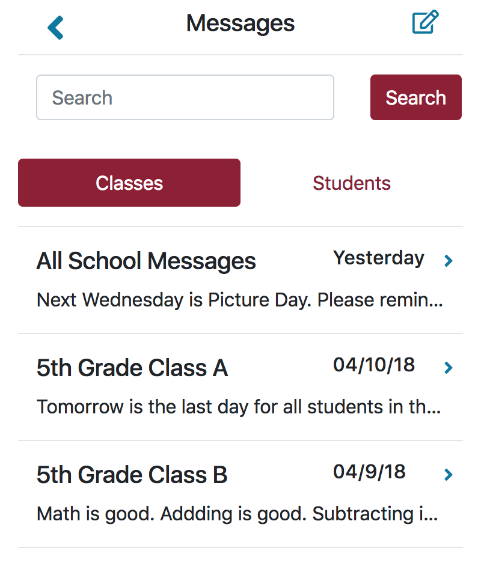 Messages
Search Search
Classes Students
All School Messages Yesterday
Next Wednesday is Picture Day. Please remin...
5th Grade Class A 04/10/18
Tomorrow is the last day for all students in th...
5th Grade Class B 04/9/18
Math is good. Addding is good. Subtracting i...